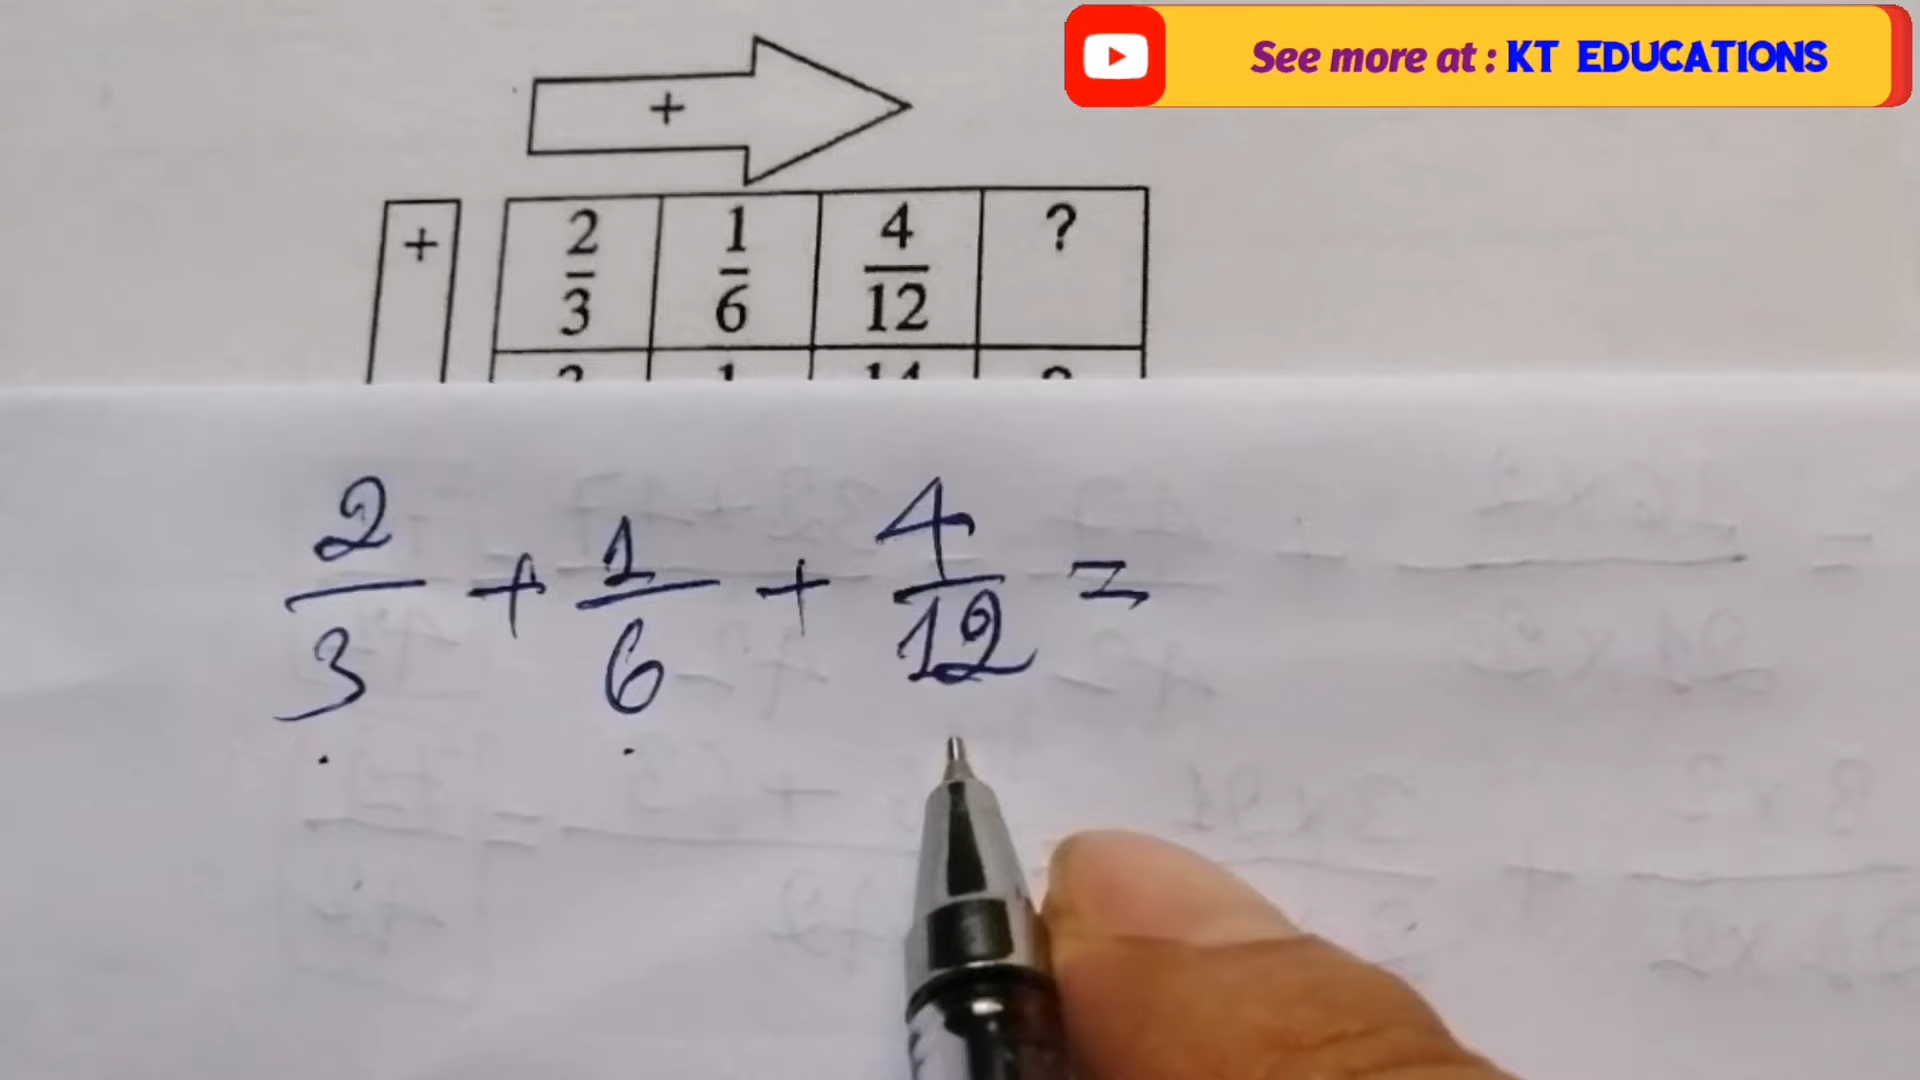 See more at : KT EDUCATIONS
+
+ 2/3 1/6 4/12 ?
2/3 + 1/6 + 4/12 =